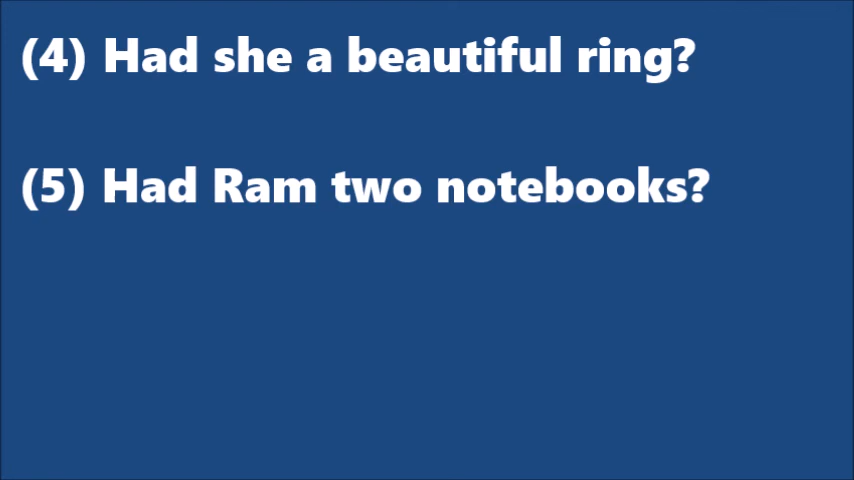 (4) Had she a beautiful ring?
(5) Had Ram two notebooks?